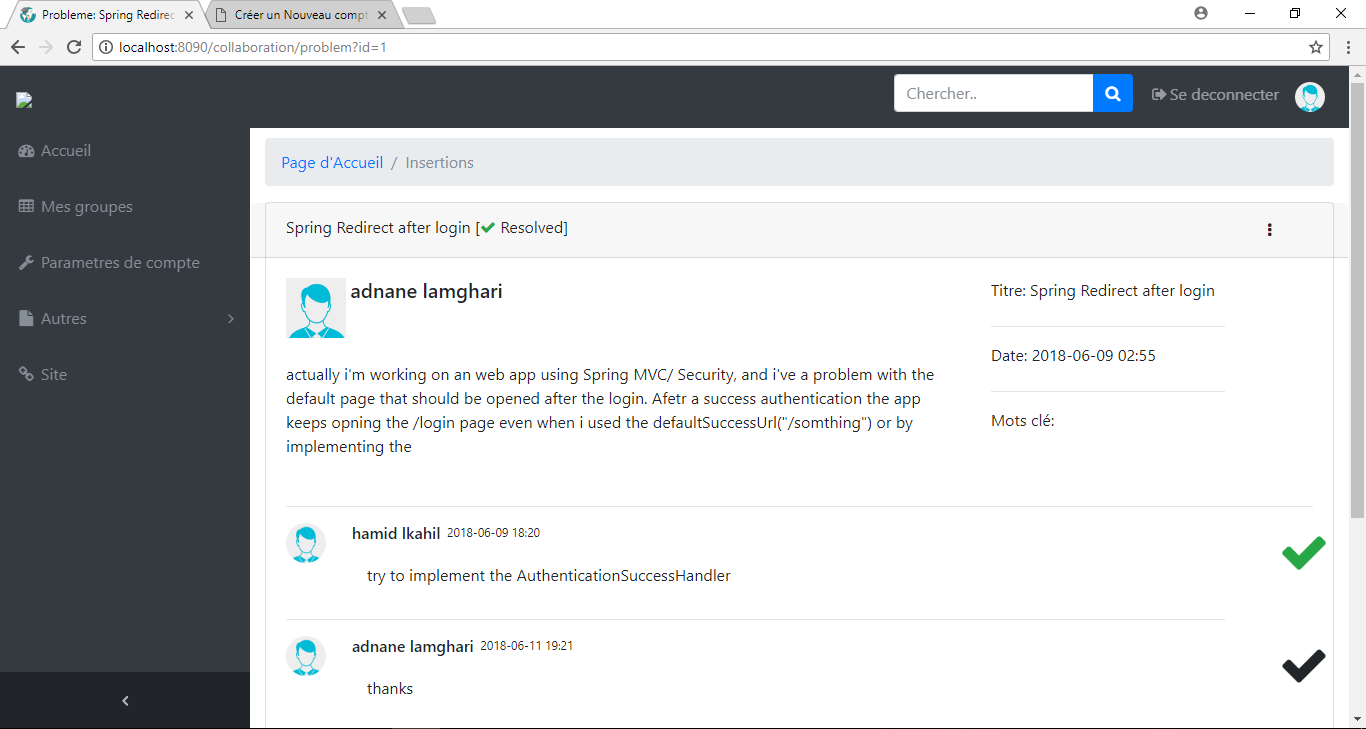 Probleme: Spring Redirec
Créer un Nouveau compt
localhost:8090/collaboration/problem?id=1
Chercher..
Se deconnecter
Accueil
Mes groupes
Parametres de compte
Autres
Site
Page d'Accueil / Insertions
Spring Redirect after login [✔ Resolved]
adnane lamghari
actually i'm working on an web app using Spring MVC/ Security, and i've a problem with the
default page that should be opened after the login. Afetr a success authentication the app
keeps opning the /login page even when i used the defaultSuccessUrl("/somthing") or by
implementing the
Titre: Spring Redirect after login
Date: 2018-06-09 02:55
Mots clé:
hamid lkahil 2018-06-09 18:20
try to implement the AuthenticationSuccessHandler
adnane lamghari 2018-06-11 19:21
thanks